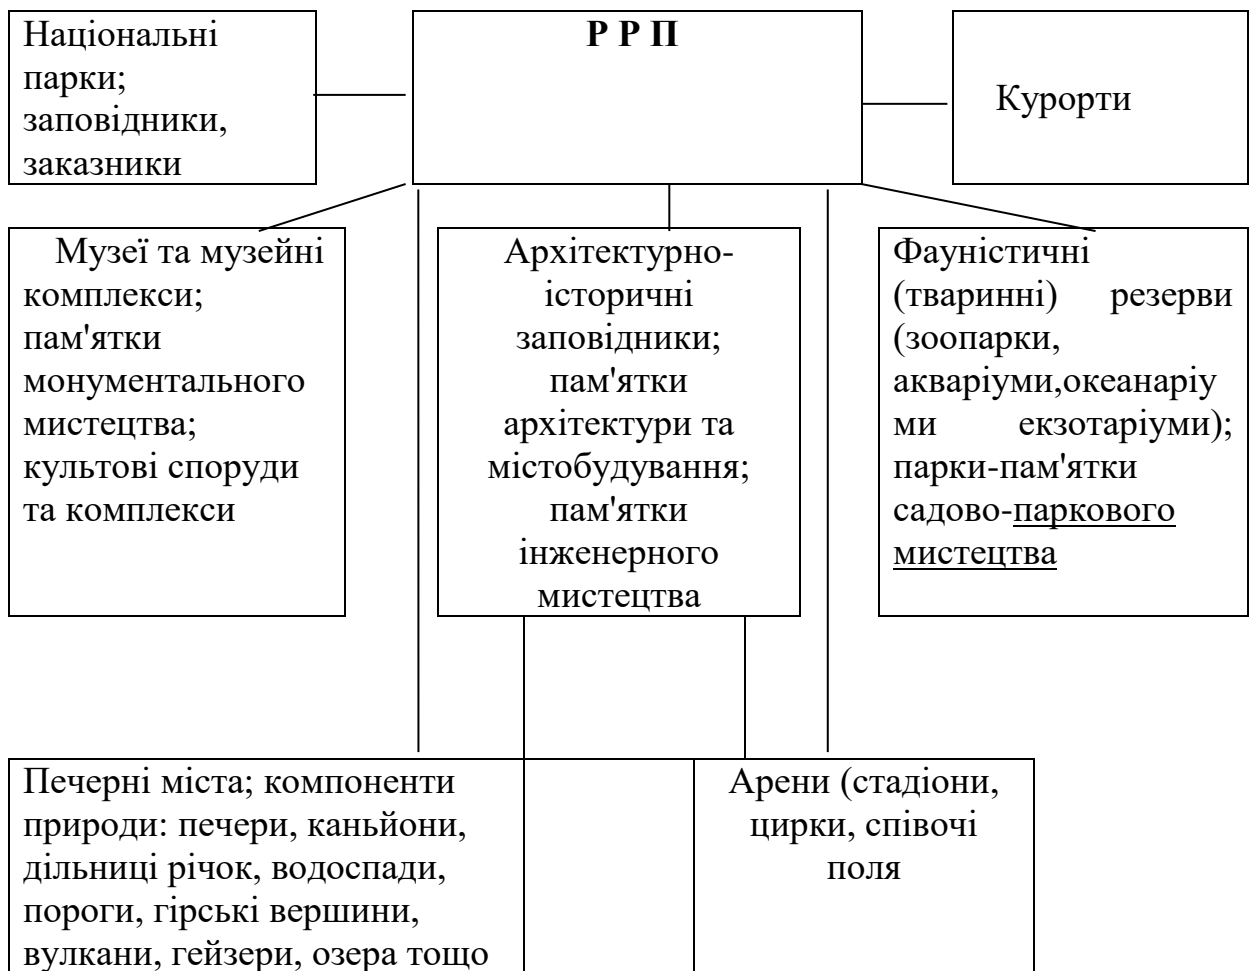 Національні
парки;
заповідники,
заказники
Р Р П
Курорти
Музеї та музейні
комплекси;
пам'ятки
монументального
мистецтва;
культові споруди
та комплекси
Архітектурно-
історичні
заповідники;
пам'ятки
архітектури та
містобудування;
пам'ятки
інженерного
мистецтва
Фауністичні
(тваринні) резерви
(зоопарки,
акваріуми,океанаріу
ми екзотаріуми);
парки-пам'ятки
садово-паркового
мистецтва
Печерні міста; компоненти
природи: печери, каньйони,
дільниці річок, водоспади,
пороги, гірські вершини,
вулкани, гейзери, озера тощо
Арени (стадіони,
цирки, співочі
поля